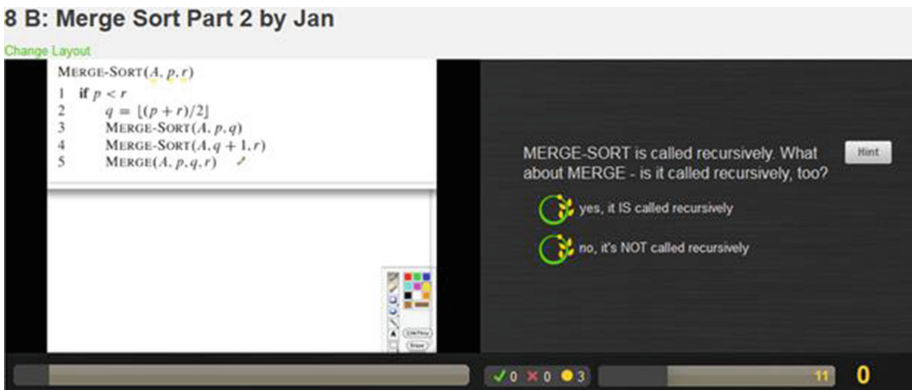 8 B: Merge Sort Part 2 by Jan
Change Layout
MERGE-SORT(A, p, r)
1 if p < r
2 q = ⌊(p + r)/2⌋
3 MERGE-SORT(A, p, q)
4 MERGE-SORT(A, q + 1, r)
5 MERGE(A, p, q, r)
MERGE-SORT is called recursively. What
about MERGE - is it called recursively, too?
Hint
yes, it IS called recursively
no, it's NOT called recursively
A
0 0 3
11 0